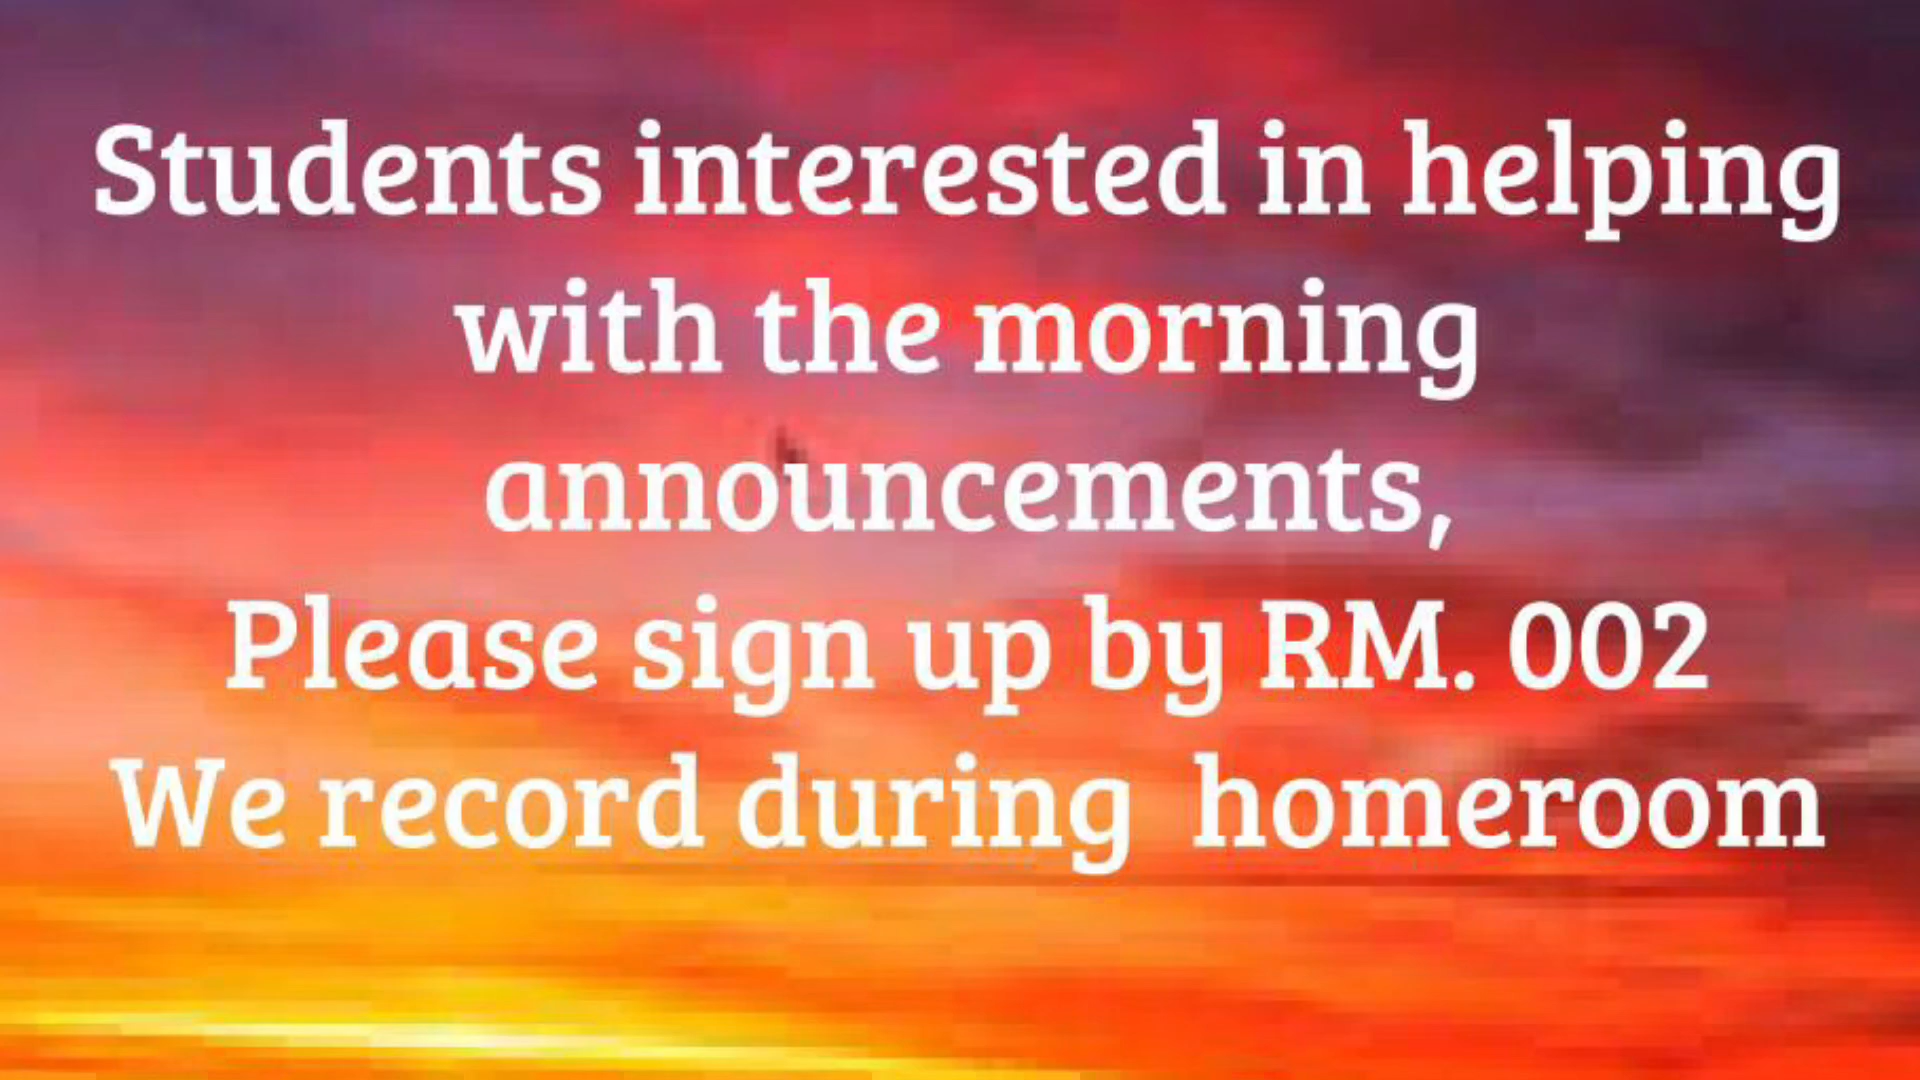 Students interested in helping
with the morning
announcements,
Please sign up by RM. 002
We record during  homeroom